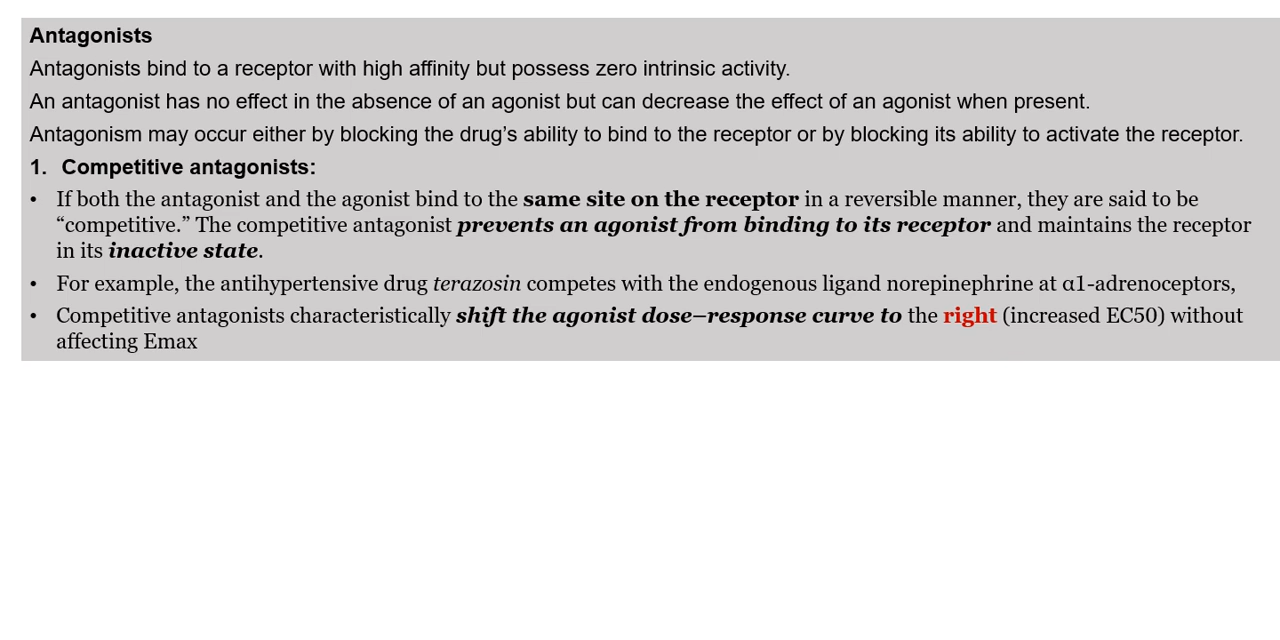 Antagonists
Antagonists bind to a receptor with high affinity but possess zero intrinsic activity.
An antagonist has no effect in the absence of an agonist but can decrease the effect of an agonist when present.
Antagonism may occur either by blocking the drug’s ability to bind to the receptor or by blocking its ability to activate the receptor.
1. Competitive antagonists:
• If both the antagonist and the agonist bind to the same site on the receptor in a reversible manner, they are said to be
“competitive.” The competitive antagonist prevents an agonist from binding to its receptor and maintains the receptor
in its inactive state.
• For example, the antihypertensive drug terazosin competes with the endogenous ligand norepinephrine at α1-adrenoceptors,
• Competitive antagonists characteristically shift the agonist dose–response curve to the right (increased EC50) without
affecting Emax